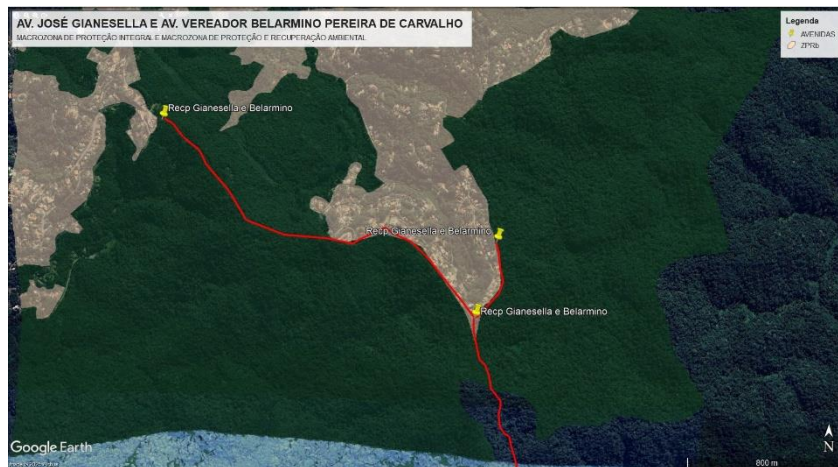 AV. JOSÉ GIANESELLA E AV. VEREADOR BELARMINO PEREIRA DE CARVALHO
MACROZONA DE PROTEÇÃO INTEGRAL E MACROZONA DE PROTEÇÃO E RECUPERAÇÃO AMBIENTAL
Legenda
AVENIDAS
ZPRb
Recp Gianesella e Belarmino
Recp Gianesella e Belarmino
Recp Gianesella e Belarmino
Google Earth
N
800 m